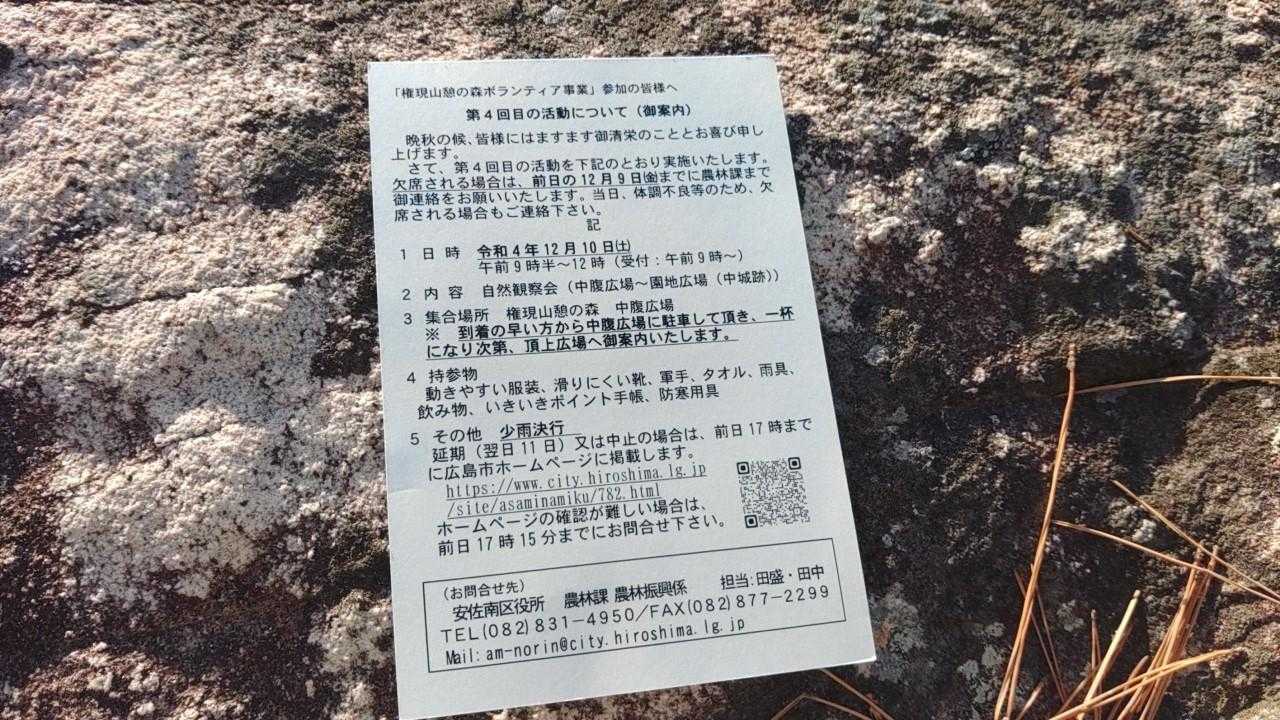 「権現山憩の森ボランティア事業」参加の皆様へ
第4回目の活動について（御案内）
晩秋の候、皆様にはますます御清栄のこととお喜び申し
上げます。
さて、第4回目の活動を下記のとおり実施いたします。
欠席される場合は、前日の12月9日㈮までに農林課まで
御連絡をお願いいたします。当日、体調不良等のため、欠
席される場合もご連絡下さい。
記
1 日 時 令和4年12月10日㈯
午前9時半～12時（受付：午前9時～）
2 内 容 自然観察会（中腹広場～園地広場（中城跡））
3 集合場所 権現山憩の森 中腹広場
※ 到着の早い方から中腹広場に駐車して頂き、一杯
になり次第、頂上広場へ御案内いたします。
4 持参物
動きやすい服装、滑りにくい靴、軍手、タオル、雨具、
飲み物、いきいきポイント手帳、防寒用具
5 その他 少雨決行
延期（翌日11日）又は中止の場合は、前日17時まで
に広島市ホームページに掲載します。
https://www.city.hiroshima.lg.jp
/site/asaminamiku/782.html
ホームページの確認が難しい場合は、
前日17時15分までにお問合せ下さい。
（お問合せ先）
安佐南区役所 農林課 農林振興係 担当:田盛・田中
TEL(082)831-4950/FAX(082)877-2299
Mail:am-norin@city.hiroshima.lg.jp